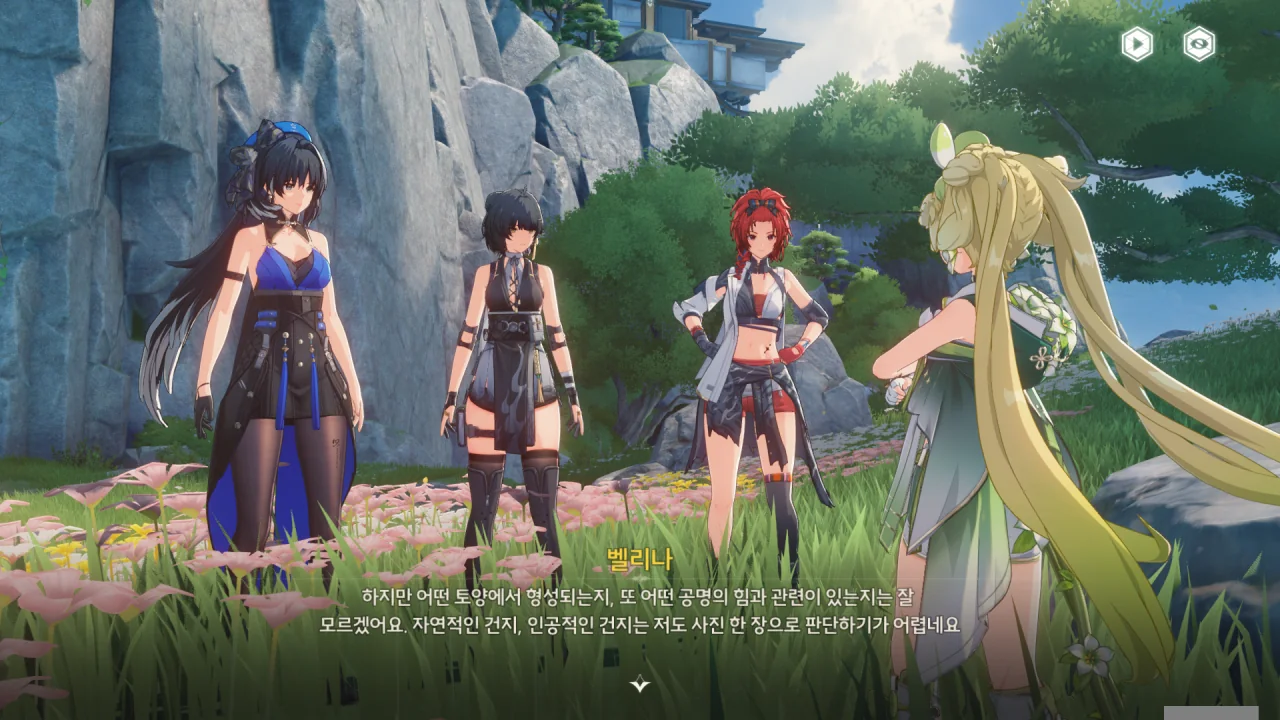 벨리나
하지만 어떤 토양에서 형성되는지, 또 어떤 공명의 힘과 관련이 있는지는 잘
모르겠어요. 자연적인 건지, 인공적인 건지는 저도 사진 한 장으로 판단하기가 어렵네요